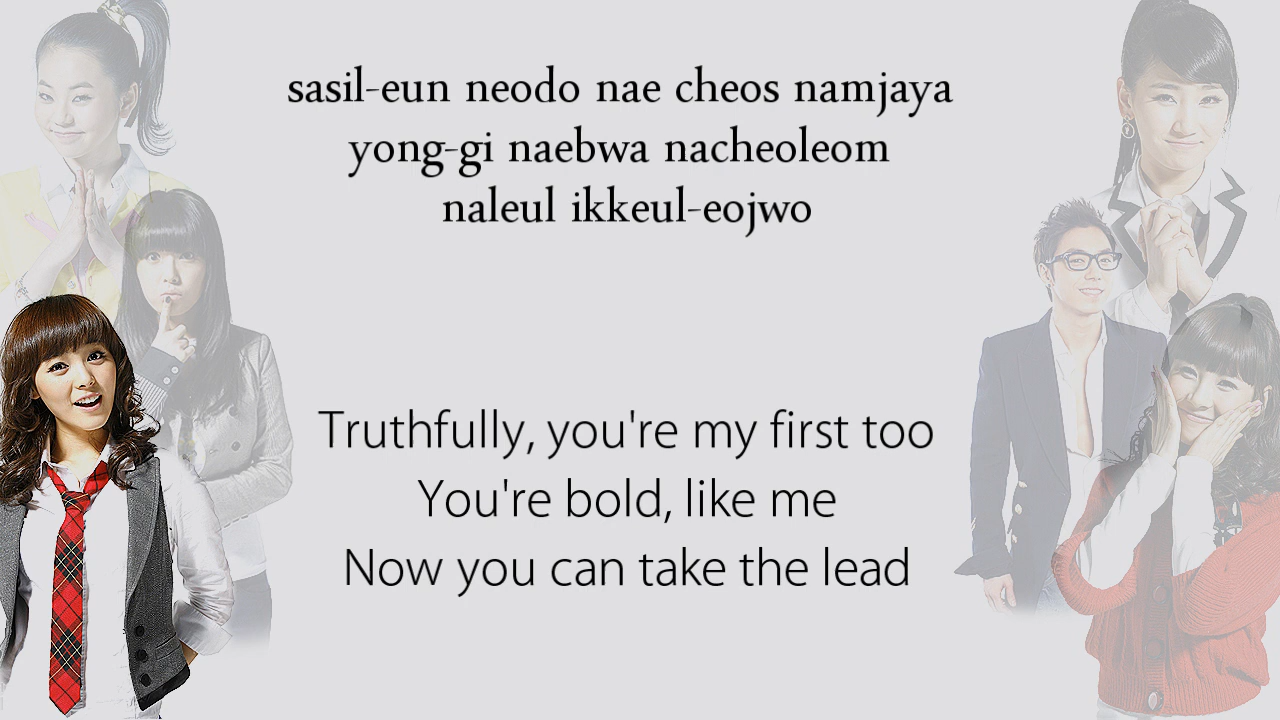 sasil-eun neodo nae cheos namjaya
yong-gi naebwa nacheoleom
naleul ikkeul-eojwo
Truthfully, you're my first too
You're bold, like me
Now you can take the lead